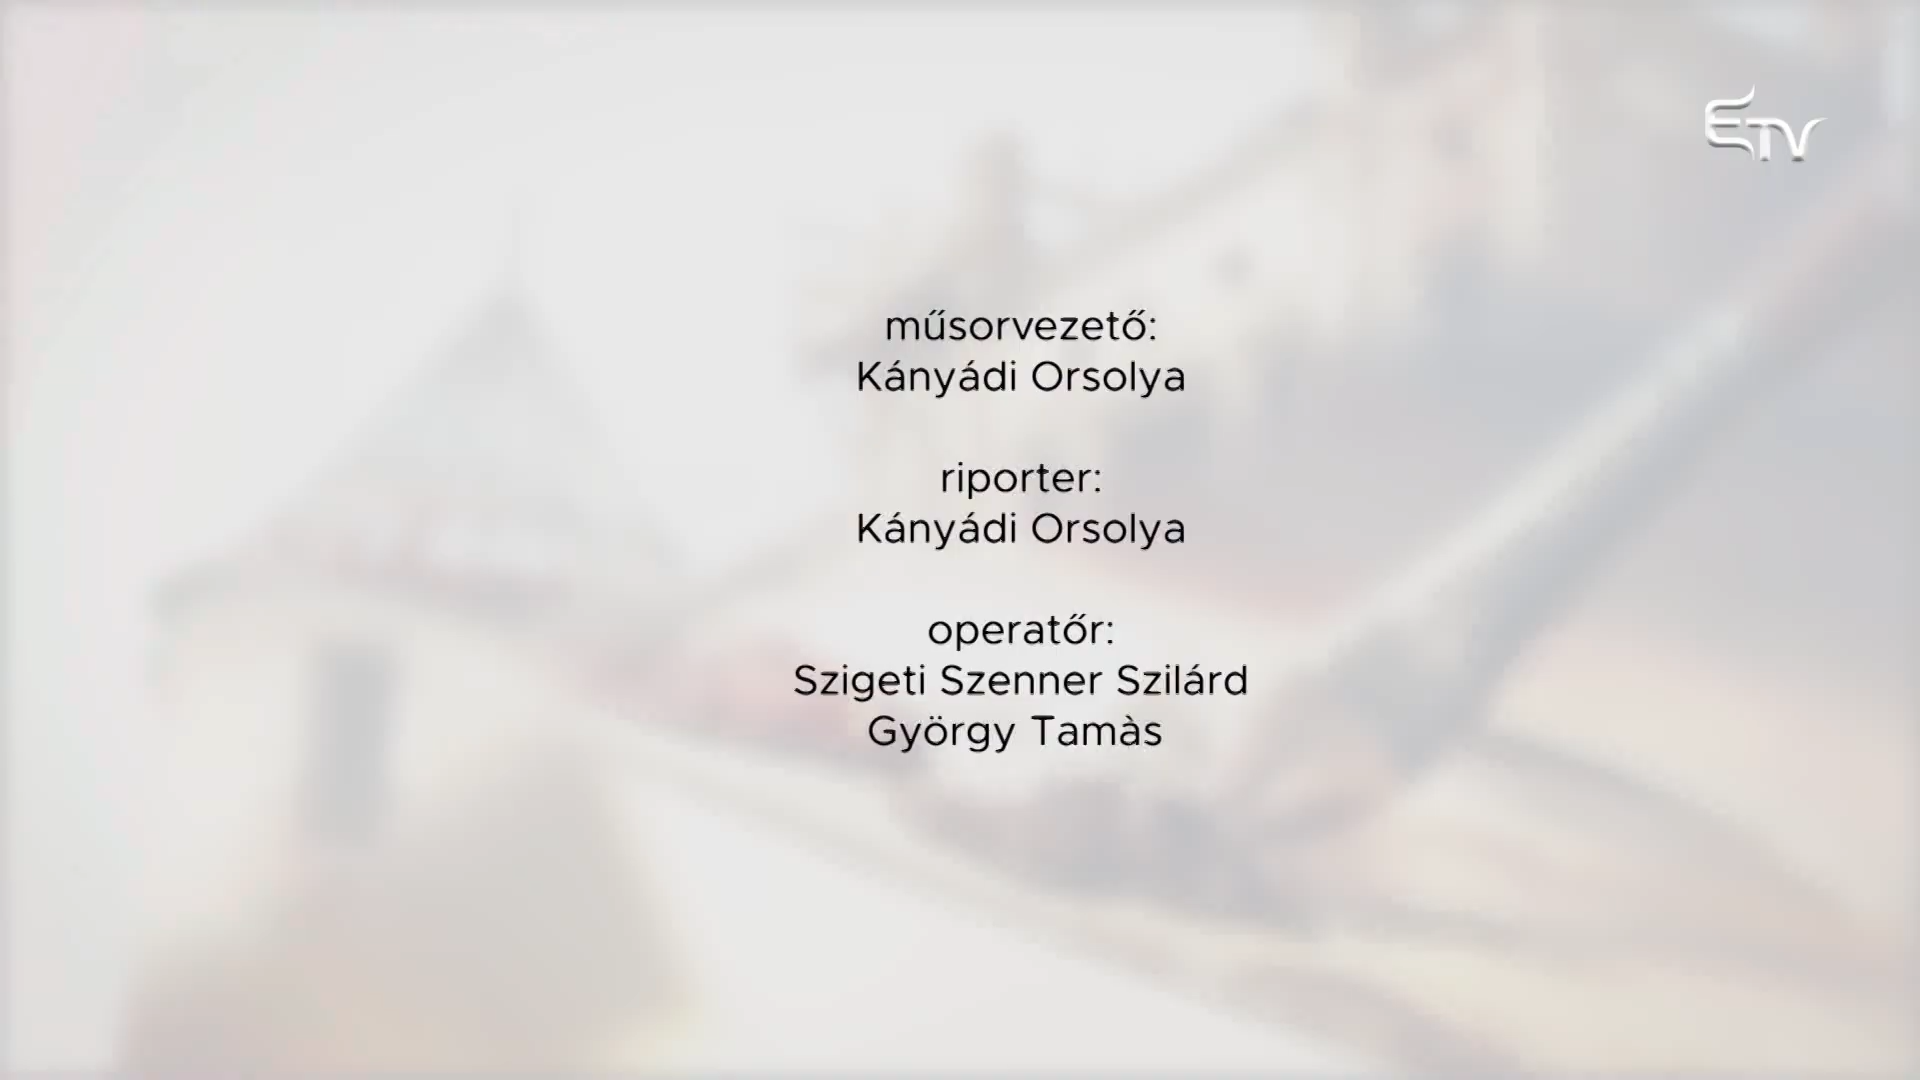 ETV
műsorvezető:
Kányádi Orsolya
riporter:
Kányádi Orsolya
operatőr:
Szigeti Szenner Szilárd
György Tamàs